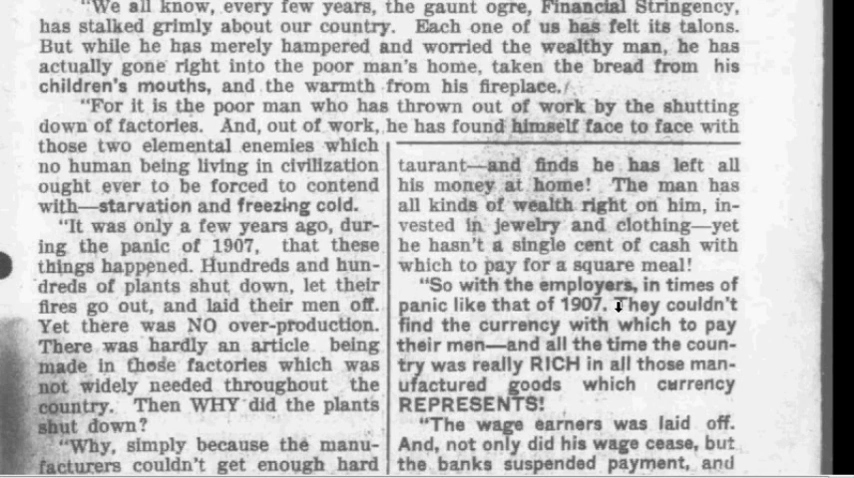 "We all know, every few years, the gaunt ogre, Financial Stringency,
has stalked grimly about our country. Each one of us has felt its talons.
But while he has merely hampered and worried the wealthy man, he has
actually gone right into the poor man's home, taken the bread from his
children's mouths, and the warmth from his fireplace.
"For it is the poor man who has thrown out of work by the shutting
down of factories. And, out of work, he has found himself face to face with
those two elemental enemies which
no human being living in civilization
ought ever to be forced to contend
with—starvation and freezing cold.
"It was only a few years ago, dur-
ing the panic of 1907, that these
things happened. Hundreds and hun-
dreds of plants shut down, let their
fires go out, and laid their men off.
Yet there was NO over-production.
There was hardly an article being
made in those factories which was
not widely needed throughout the
country. Then WHY did the plants
shut down?
"Why, simply because the manu-
facturers couldn't get enough hard
taurant—and finds he has left all
his money at home! The man has
all kinds of wealth right on him, in-
vested in jewelry and clothing—yet
he hasn't a single cent of cash with
which to pay for a square meal!
"So with the employers, in times of
panic like that of 1907. They couldn't
find the currency with which to pay
their men—and all the time the coun-
try was really RICH in all those man-
ufactured goods which currency
REPRESENTS!
"The wage earners was laid off.
And, not only did his wage cease, but
the banks suspended payment, and